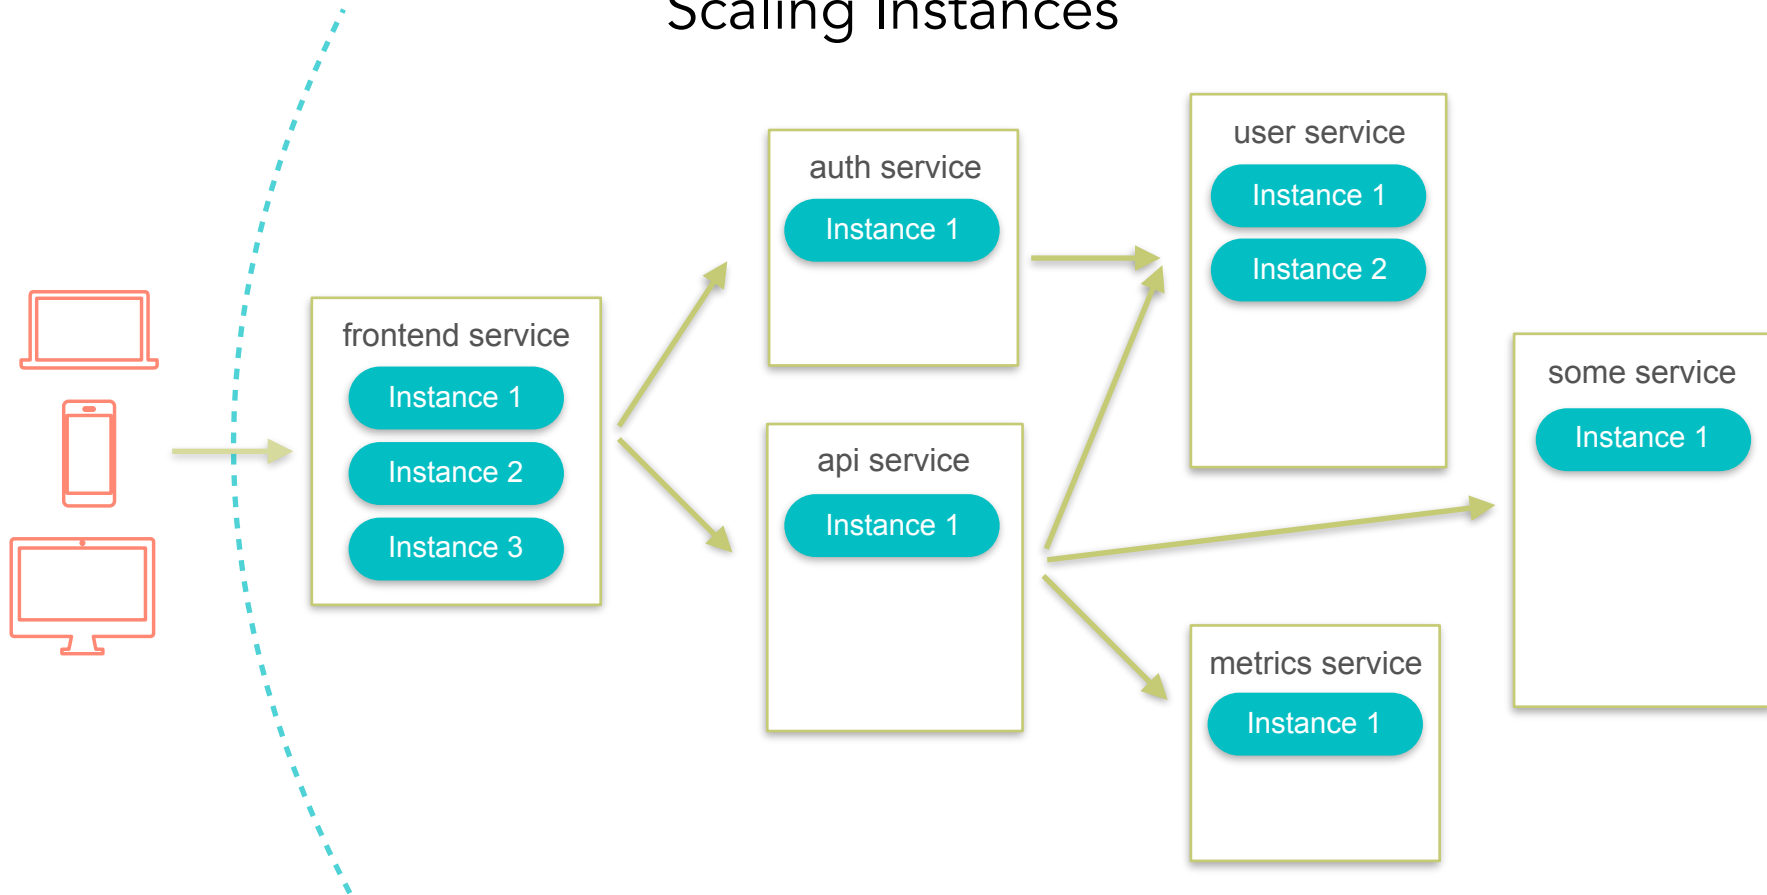 Scaling Instances
frontend service
Instance 1
Instance 2
Instance 3
auth service
Instance 1
api service
Instance 1
user service
Instance 1
Instance 2
metrics service
Instance 1
some service
Instance 1